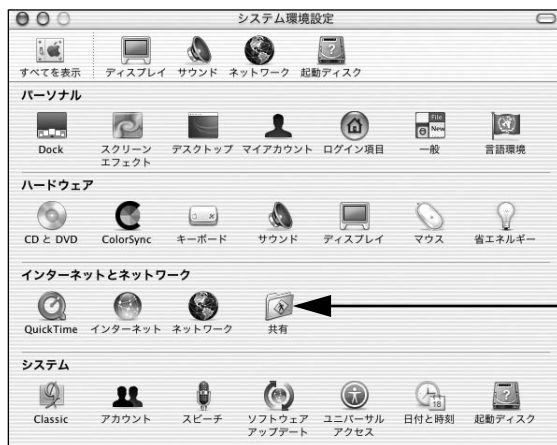 システム環境設定
すべてを表示 ディスプレイ サウンド ネットワーク 起動ディスク
パーソナル
Dock スクリーン エフェクト デスクトップ マイアカウント ログイン項目 一般 言語環境
File
New
ハードウェア
CD と DVD ColorSync キーボード サウンド ディスプレイ マウス 省エネルギー
インターネットとネットワーク
QuickTime インターネット ネットワーク 共有
システム
18
Classic アカウント スピーチ ソフトウェア アップデート ユニバーサル アクセス 日付と時刻 起動ディスク